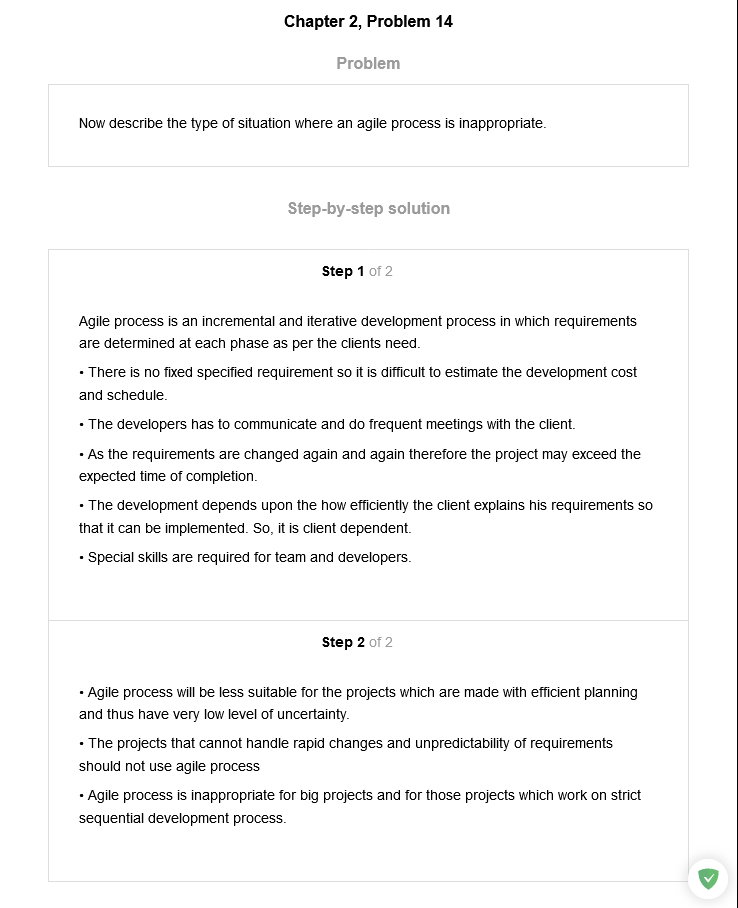 Chapter 2, Problem 14
Problem
Now describe the type of situation where an agile process is inappropriate.
Step-by-step solution
Step 1 of 2
Agile process is an incremental and iterative development process in which requirements
are determined at each phase as per the clients need.
• There is no fixed specified requirement so it is difficult to estimate the development cost
and schedule.
• The developers has to communicate and do frequent meetings with the client.
• As the requirements are changed again and again therefore the project may exceed the
expected time of completion.
• The development depends upon the how efficiently the client explains his requirements so
that it can be implemented. So, it is client dependent.
• Special skills are required for team and developers.
Step 2 of 2
• Agile process will be less suitable for the projects which are made with efficient planning
and thus have very low level of uncertainty.
• The projects that cannot handle rapid changes and unpredictability of requirements
should not use agile process
• Agile process is inappropriate for big projects and for those projects which work on strict
sequential development process.